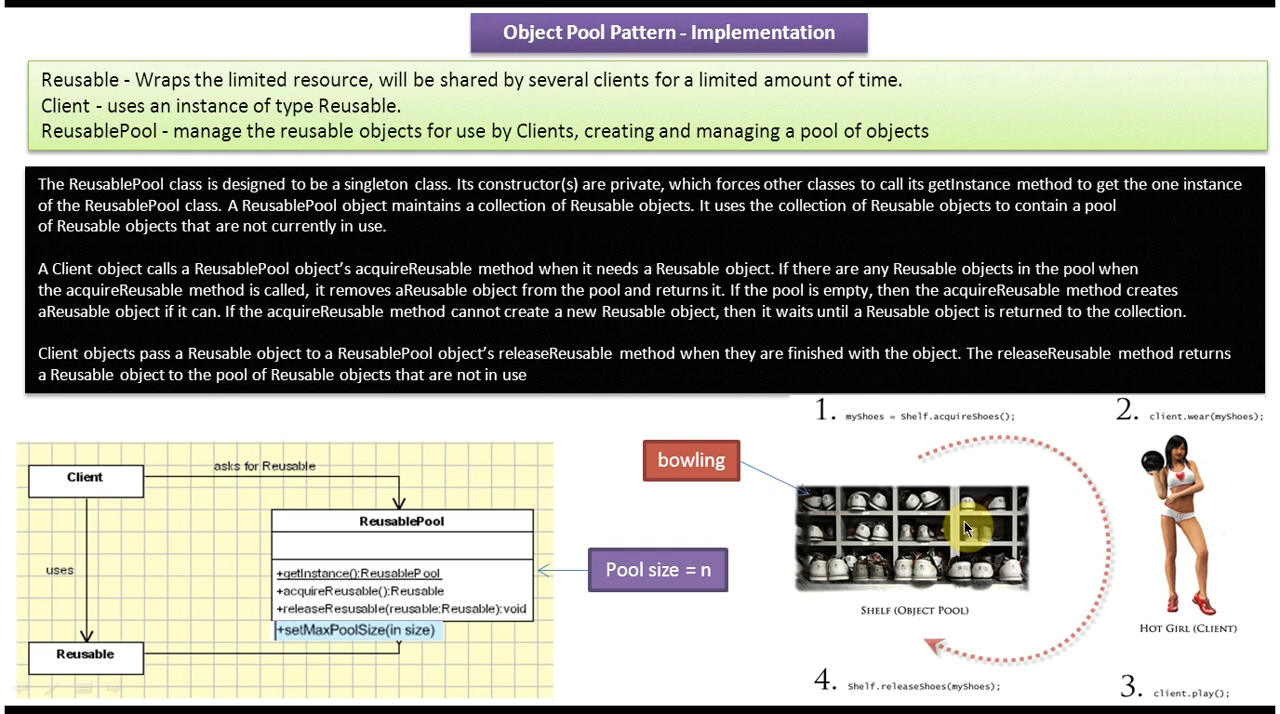 Object Pool Pattern - Implementation
Reusable - Wraps the limited resource, will be shared by several clients for a limited amount of time.
Client - uses an instance of type Reusable.
ReusablePool - manage the reusable objects for use by Clients, creating and managing a pool of objects
The ReusablePool class is designed to be a singleton class. Its constructor(s) are private, which forces other classes to call its getInstance method to get the one instance
of the ReusablePool class. A ReusablePool object maintains a collection of Reusable objects. It uses the collection of Reusable objects to contain a pool
of Reusable objects that are not currently in use.
A Client object calls a ReusablePool object's acquireReusable method when it needs a Reusable object. If there are any Reusable objects in the pool when
the acquireReusable method is called, it removes aReusable object from the pool and returns it. If the pool is empty, then the acquireReusable method creates
aReusable object if it can. If the acquireReusable method cannot create a new Reusable object, then it waits until a Reusable object is returned to the collection.
Client objects pass a Reusable object to a ReusablePool object's releaseReusable method when they are finished with the object. The releaseReusable method returns
a Reusable object to the pool of Reusable objects that are not in use
Client
asks for Reusable
ReusablePool
+getInstance():ReusablePool
+acquireReusable():Reusable
+releaseResusable(reusable:Reusable):void
+setMaxPoolSize(in size)
uses
Reusable
Pool size = n
bowling
1. myShoes = Shelf.acquireShoes();
2. client.wear(myShoes);
SHELF (OBJECT POOL)
HOT GIRL (CLIENT)
4. Shelf.releaseShoes(myShoes);
3. client.play();